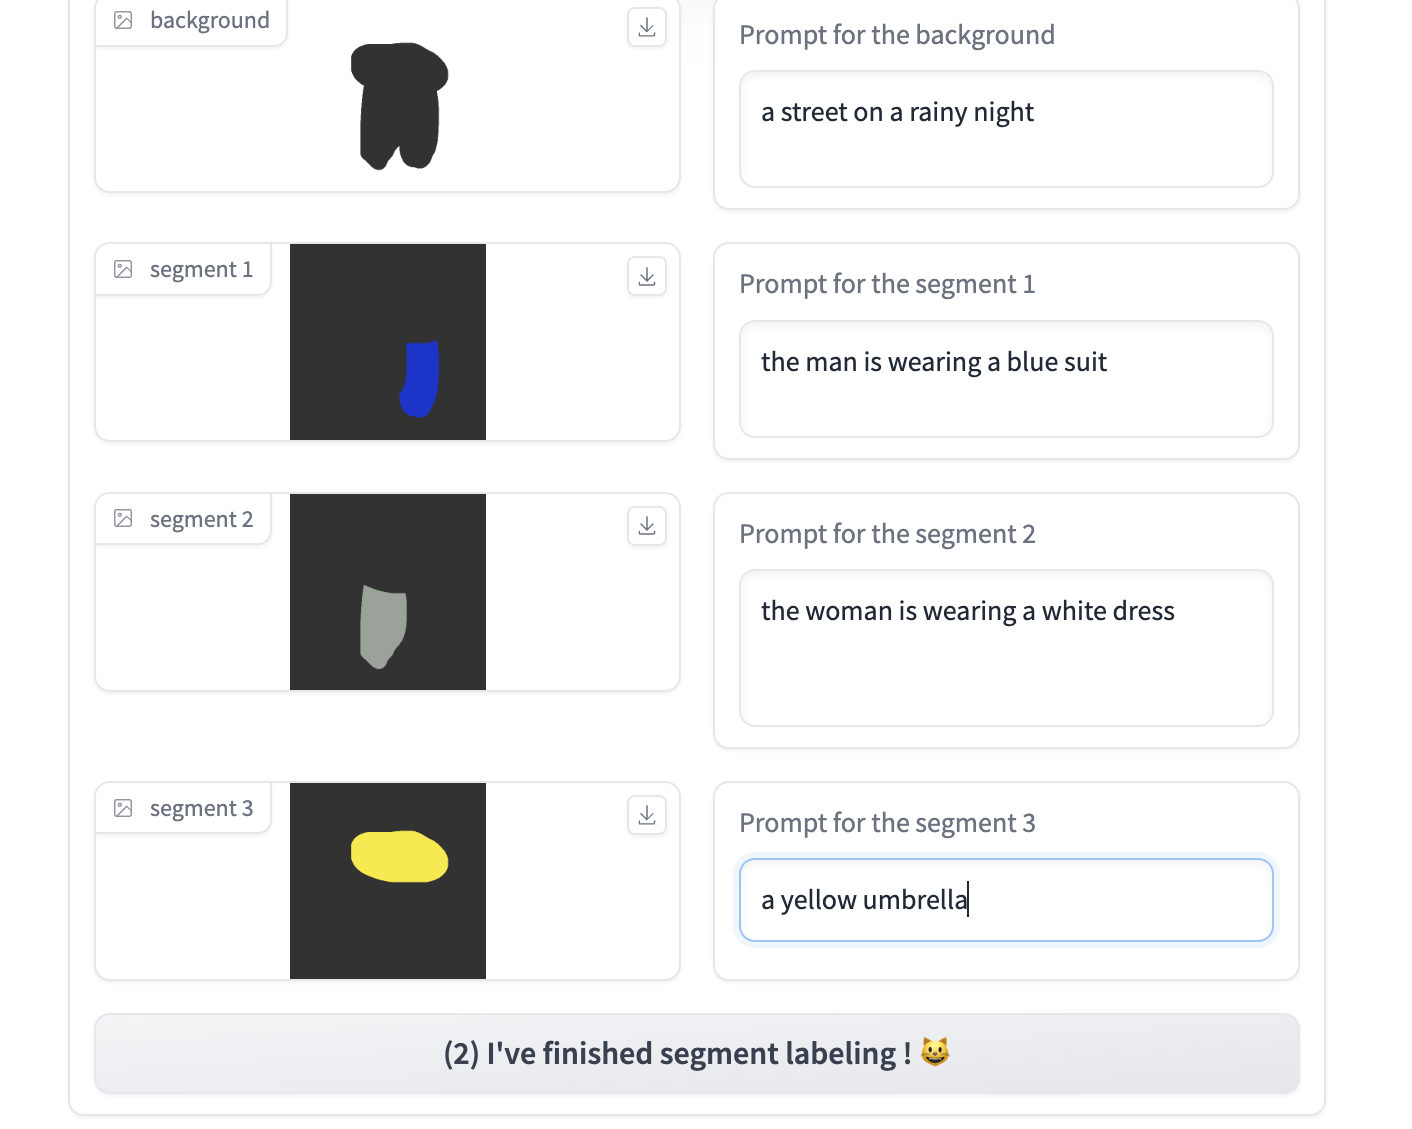 background
Prompt for the background
a street on a rainy night
segment 1
Prompt for the segment 1
the man is wearing a blue suit
segment 2
Prompt for the segment 2
the woman is wearing a white dress
segment 3
Prompt for the segment 3
a yellow umbrella
(2) I've finished segment labeling ! 😺